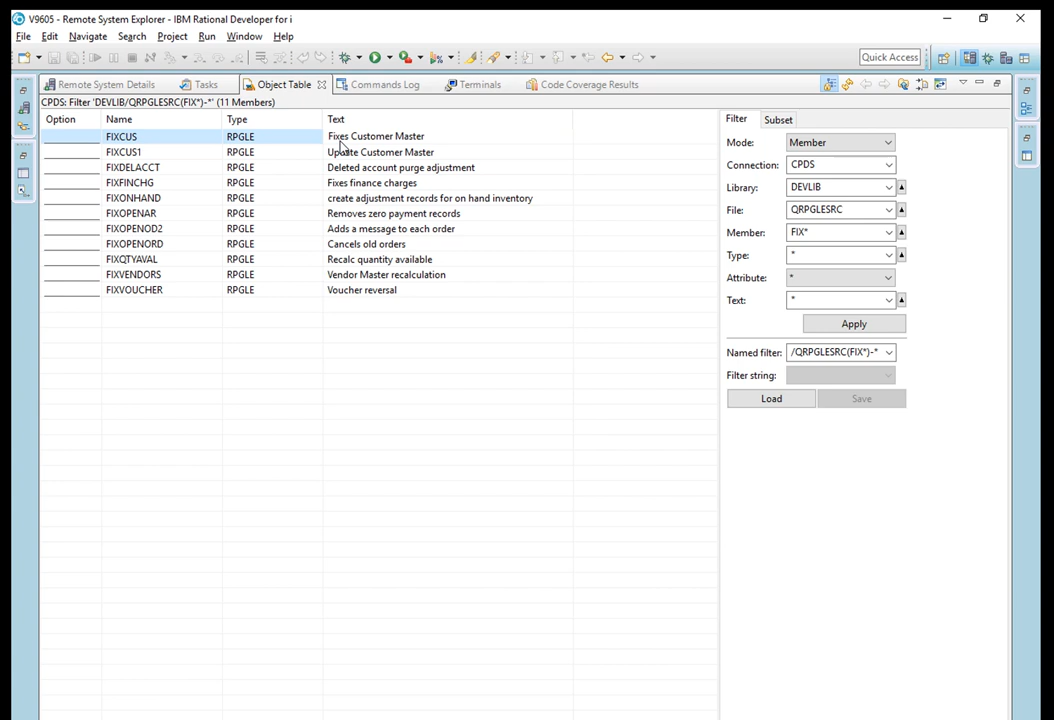 V9605 - Remote System Explorer - IBM Rational Developer for i
File Edit Navigate Search Project Run Window Help
Quick Access
Remote System Details Tasks Object Table Commands Log Terminals Code Coverage Results
CPDS: Filter 'DEVLIB/QRPGLESRC(FIX*)-*' (11 Members)
Option Name Type Text
FIXCUS RPGLE Fixes Customer Master
FIXCUS1 RPGLE Update Customer Master
FIXDELACCT RPGLE Deleted account purge adjustment
FIXFINCHG RPGLE Fixes finance charges
FIXONHAND RPGLE create adjustment records for on hand inventory
FIXOPENAR RPGLE Removes zero payment records
FIXOPENOD2 RPGLE Adds a message to each order
FIXOPENORD RPGLE Cancels old orders
FIXQTYAVAL RPGLE Recalc quantity available
FIXVENDORS RPGLE Vendor Master recalculation
FIXVOUCHER RPGLE Voucher reversal
Filter Subset
Mode: Member
Connection: CPDS
Library: DEVLIB
File: QRPGLESRC
Member: FIX*
Type: *
Attribute: *
Text: *
Apply
Named filter: /QRPGLESRC(FIX*)-*
Filter string:
Load Save